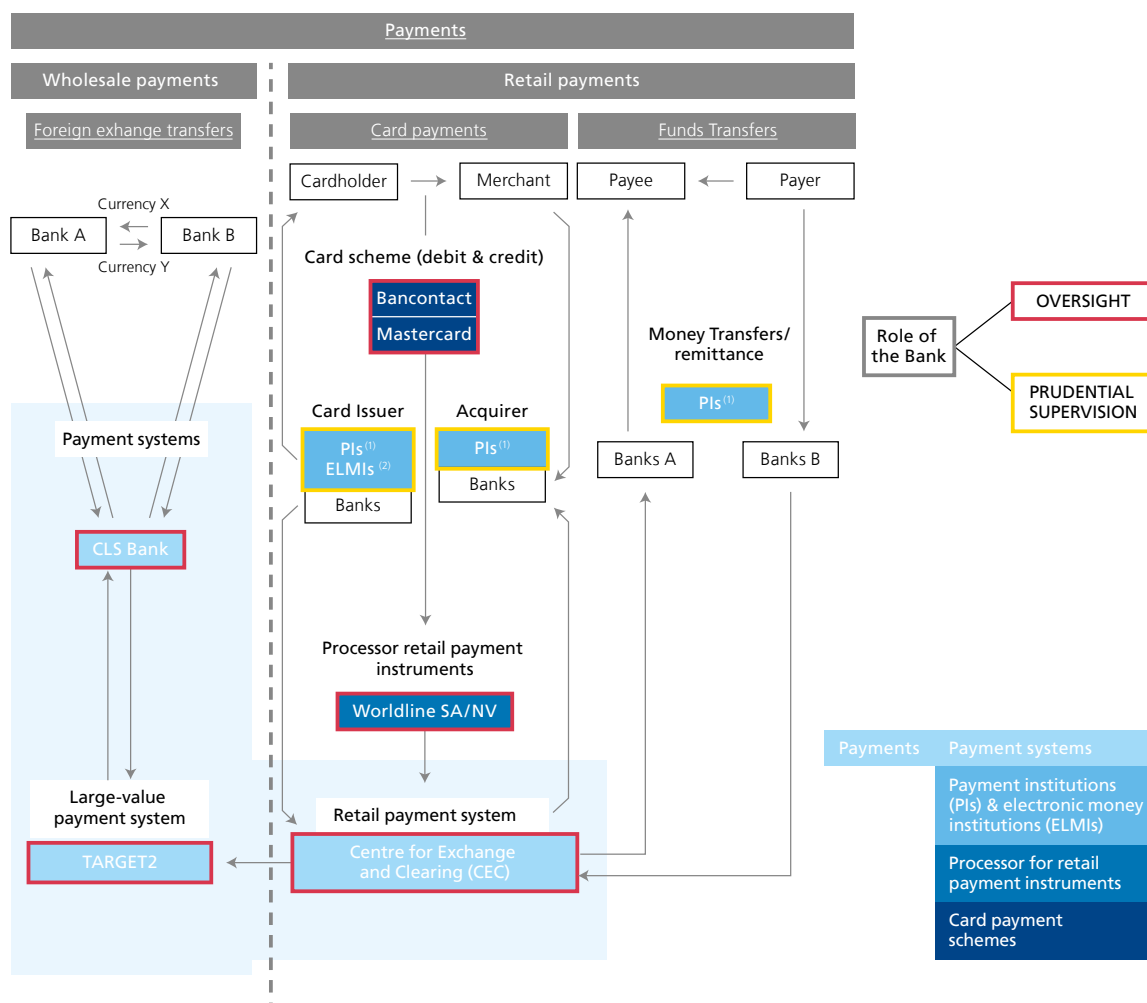 Payments
Wholesale payments
Retail payments
Foreign exhange transfers
Card payments
Funds Transfers
Cardholder
Merchant
Payee
Payer
Currency X
Bank A
Bank B
Currency Y
Card scheme (debit & credit)
Bancontact
Mastercard
Money Transfers/
remittance
PIs(1)
Role of
the Bank
OVERSIGHT
PRUDENTIAL
SUPERVISION
Card Issuer
PIs(1)
ELMIs (2)
Banks
Acquirer
PIs(1)
Banks
Banks A
Banks B
Payment systems
CLS Bank
Processor retail payment
instruments
Worldline SA/NV
Large-value
payment system
TARGET2
Retail payment system
Centre for Exchange
and Clearing (CEC)
Payments
Payment systems
Payment institutions
(PIs) & electronic money
institutions (ELMIs)
Processor for retail
payment instruments
Card payment
schemes